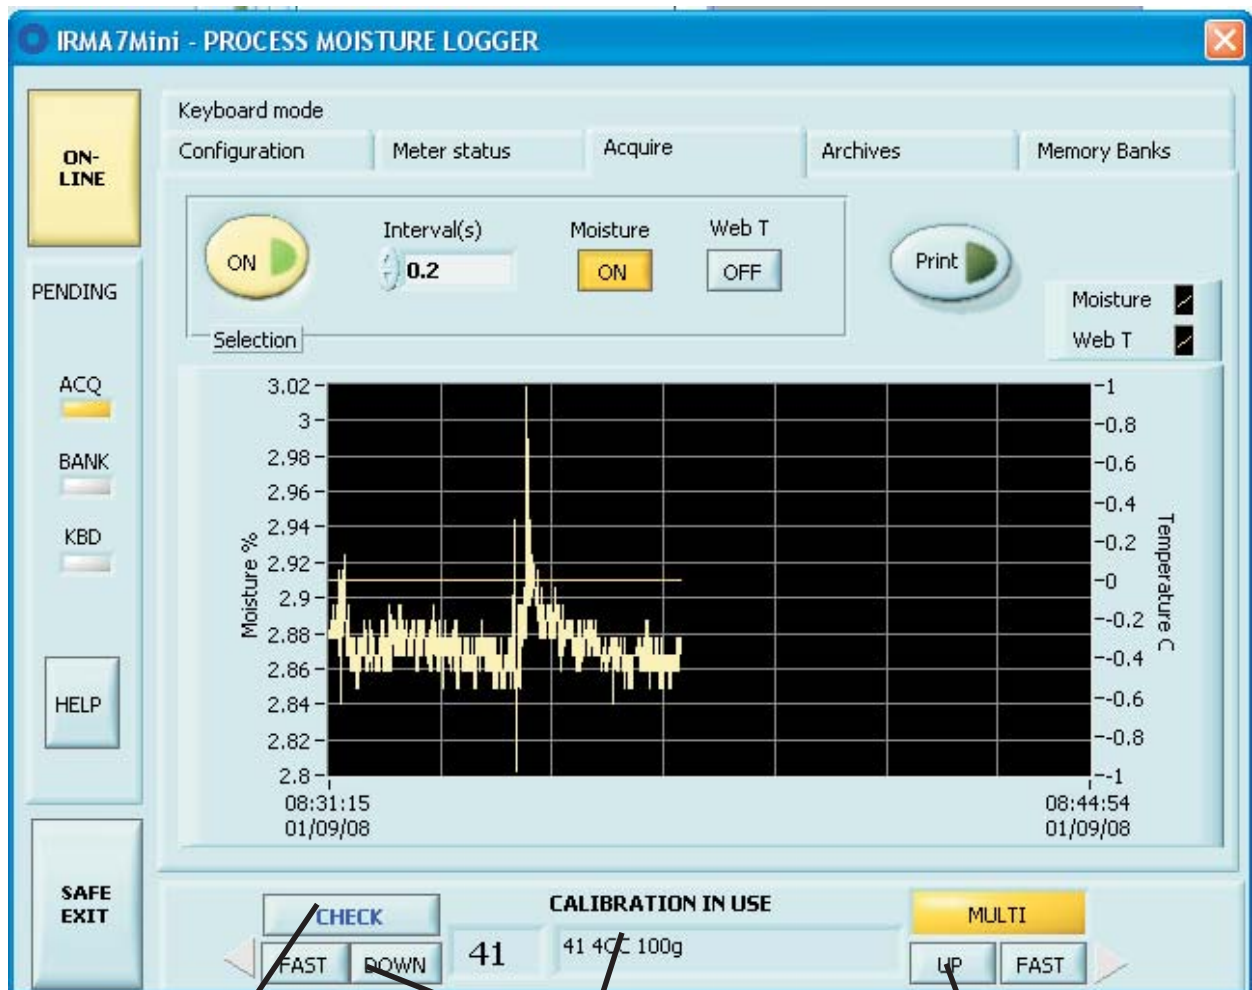 IRMA7Mini - PROCESS MOISTURE LOGGER
ON-
LINE
Keyboard mode
Configuration Meter status Acquire Archives Memory Banks
ON
Interval(s)
0.2
Moisture
ON
Web T
OFF
Print
Selection
Moisture
Web T
PENDING
ACQ
BANK
KBD
HELP
SAFE
EXIT
Moisture %
3.02
3
2.98
2.96
2.94
2.92
2.9
2.88
2.86
2.84
2.82
2.8
1
0.8
0.6
0.4
0.2
0
-0.2
-0.4
-0.6
-0.8
-1
Temperature C
08:31:15
01/09/08
08:44:54
01/09/08
CHECK
FAST DOWN
41
CALIBRATION IN USE
41 4CC 100g
MULTI
UP FAST